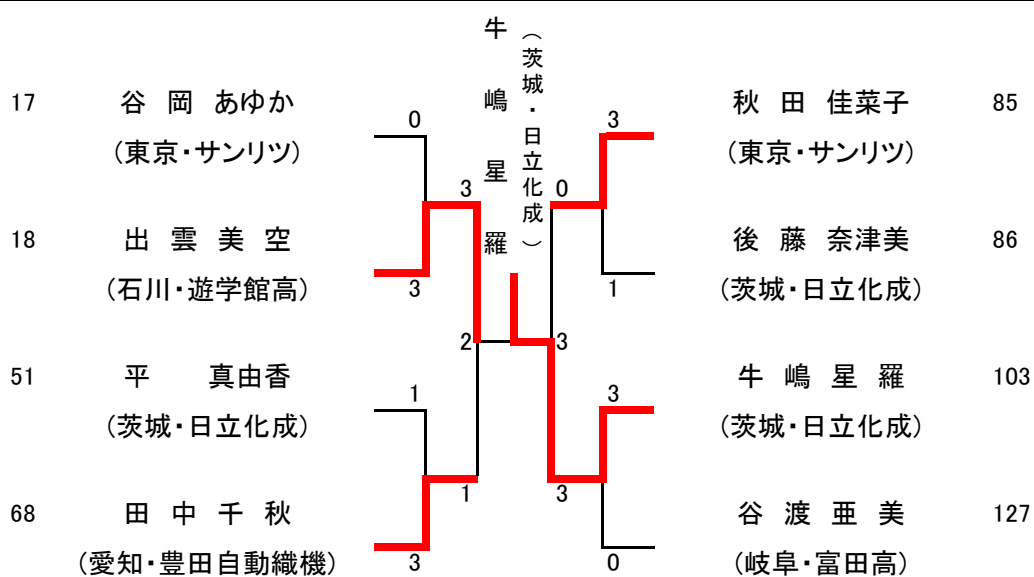 牛嶋星羅
（茨城・日立化成）
17 谷 岡 あゆか
0
（東京・サンリツ）
3
18 出 雲 美 空
（石川・遊学館高）
3
2
51 平 真由香
1
（茨城・日立化成）
1
68 田 中 千 秋
（愛知・豊田自動織機）
3
秋 田 佳菜子 85
3
（東京・サンリツ）
0
後 藤 奈津美 86
（茨城・日立化成）
1
3
牛 嶋 星 羅 103
3
（茨城・日立化成）
3
谷 渡 亜 美 127
（岐阜・富田高）
0